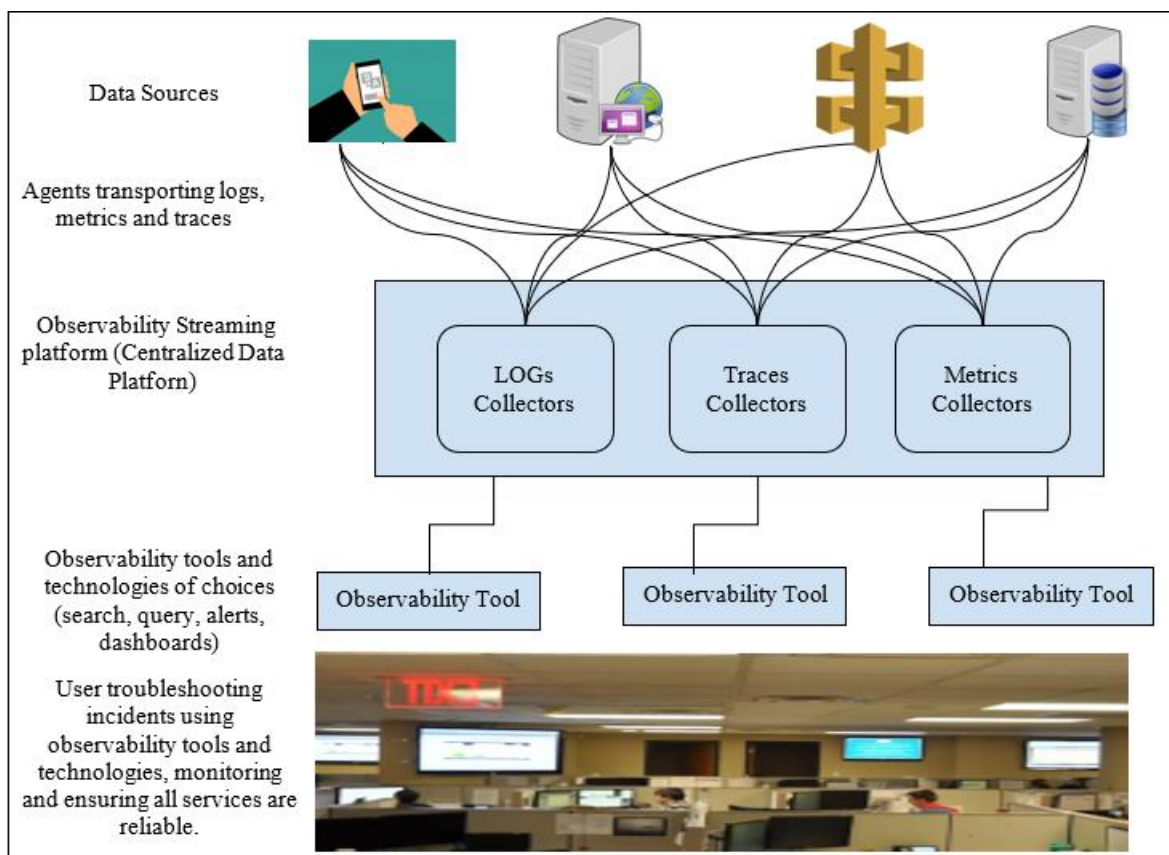 Data Sources
Agents transporting logs,
metrics and traces
Observability Streaming
platform (Centralized Data
Platforn)
LOGs
Collectors
Traces
Collectors
Metrics
Collectors
Observability tools and
technologies of choices
(search, query, alerts,
dashboards)
Observability Tool
Observability Tool
Observability Tool
User troubleshooting
incidents using
observability tools and
technologies, monitoring
and ensuring all services are
reliable.
EXIT